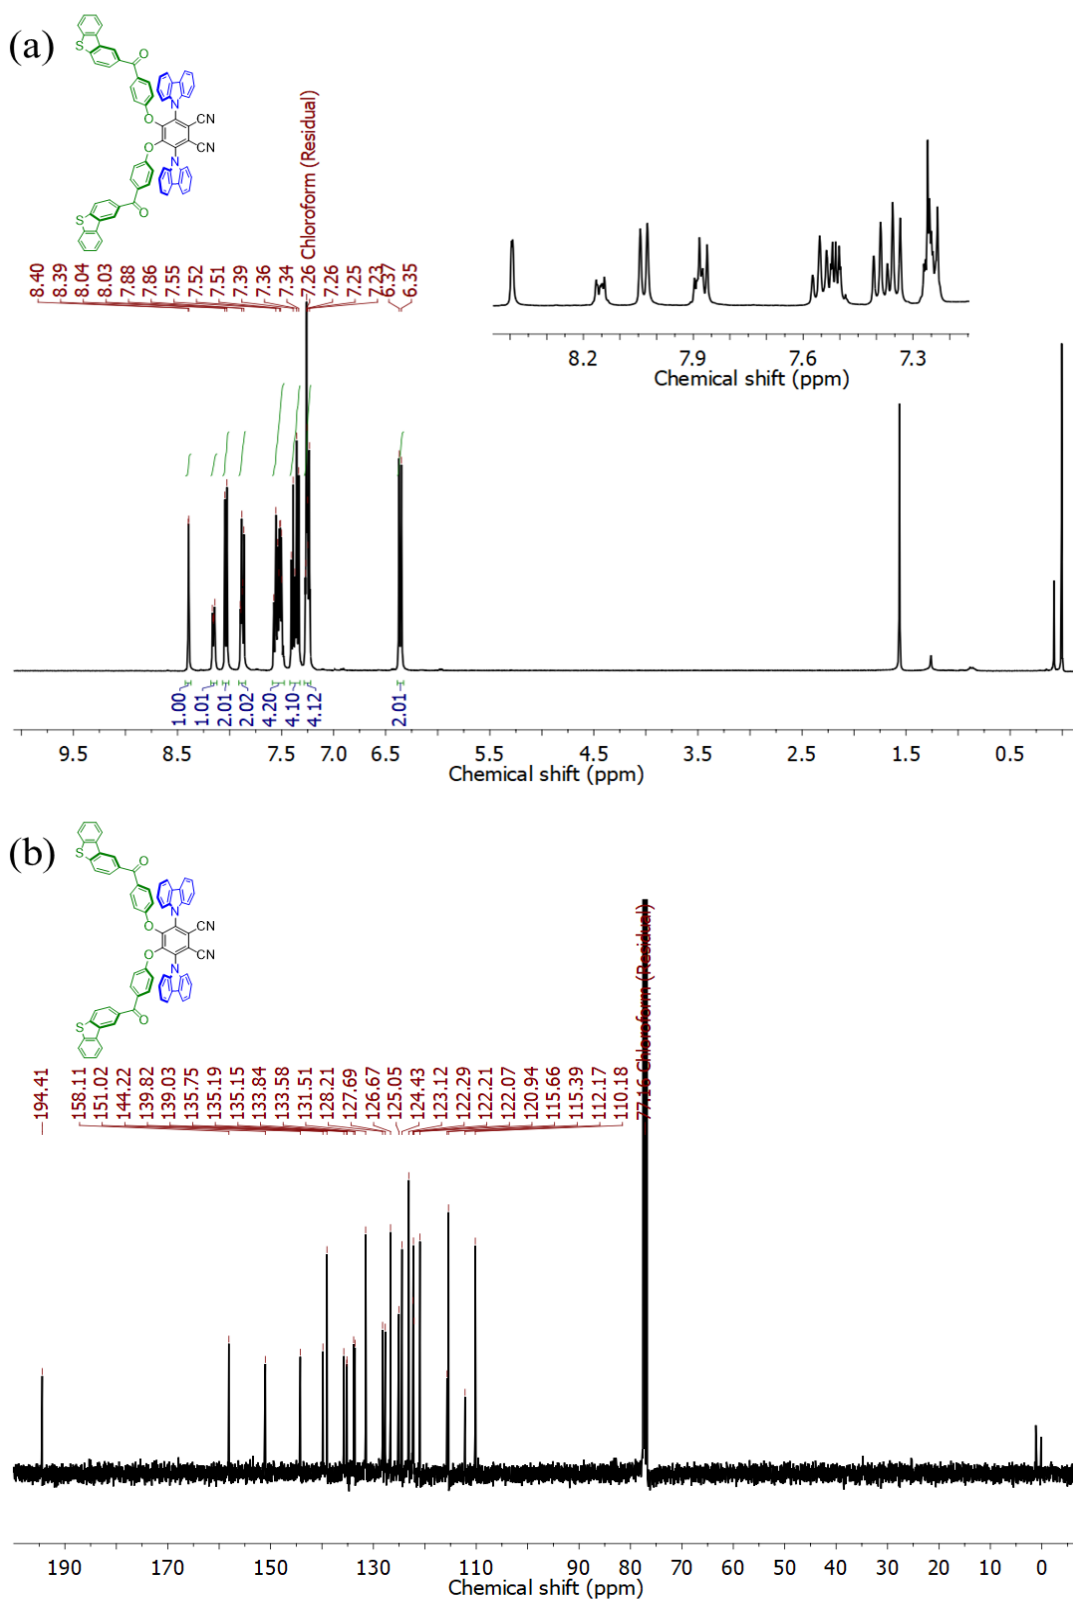 (a)
S
O
N
O
CN
O
CN
N
S
O
8.40
8.39
8.04
8.03
7.88
7.86
7.55
7.52
7.51
7.39
7.36
7.34
7.26 Chloroform (Residual)
7.26
7.25
7.23
6.37
6.35
8.2 7.9 7.6 7.3
Chemical shift (ppm)
1.00
1.01
2.01
2.02
4.20
4.10
4.12
2.01
9.5 8.5 7.5 7.0 6.5 5.5 4.5 3.5 2.5 1.5 0.5
Chemical shift (ppm)
(b)
S
O
N
O
CN
O
CN
N
S
O
194.41
158.11
151.02
144.22
139.82
139.03
135.75
135.19
135.15
133.84
133.58
131.51
128.21
127.69
126.67
125.05
124.43
123.12
122.29
122.21
122.07
120.94
115.66
115.39
112.17
110.18
77.16 Chloroform (Residual)
190 170 150 130 110 90 80 70 60 50 40 30 20 10 0
Chemical shift (ppm)